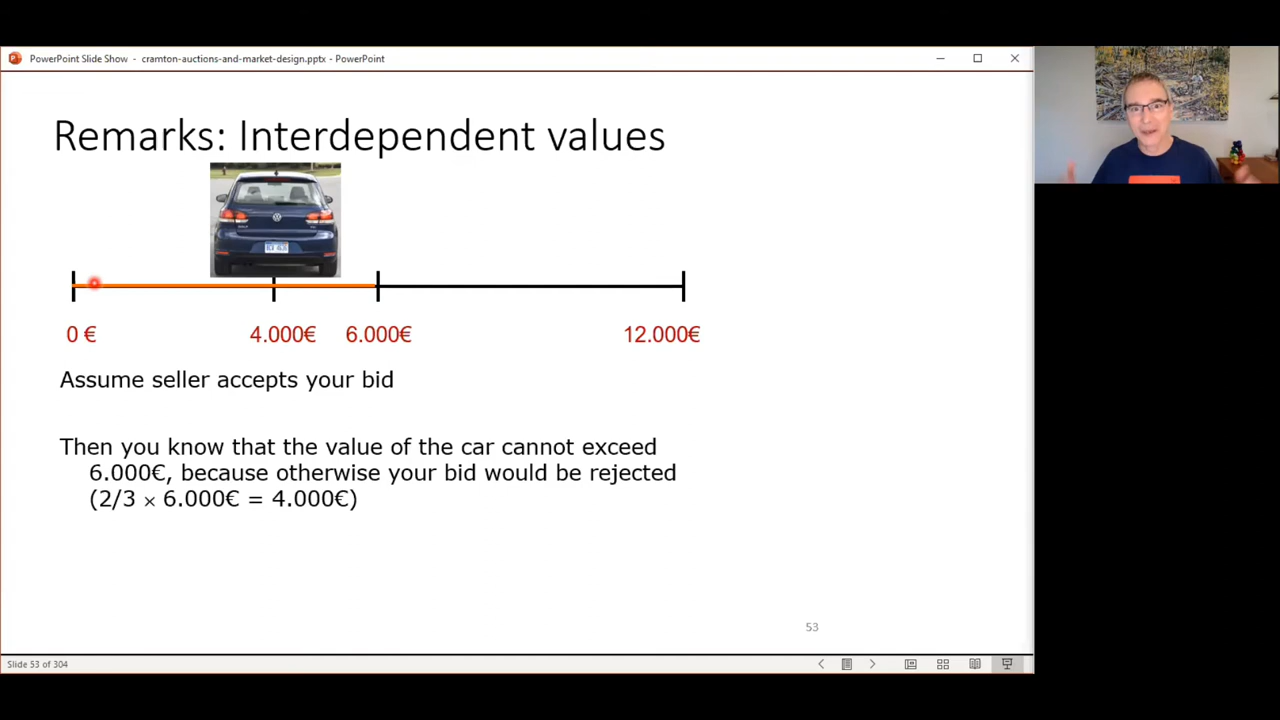 PowerPoint Slide Show - cramton-auctions-and-market-design.pptx - PowerPoint
Remarks: Interdependent values
0 €
4.000€
6.000€
12.000€
Assume seller accepts your bid
Then you know that the value of the car cannot exceed
6.000€, because otherwise your bid would be rejected
(2/3 × 6.000€ = 4.000€)
53
Slide 53 of 304